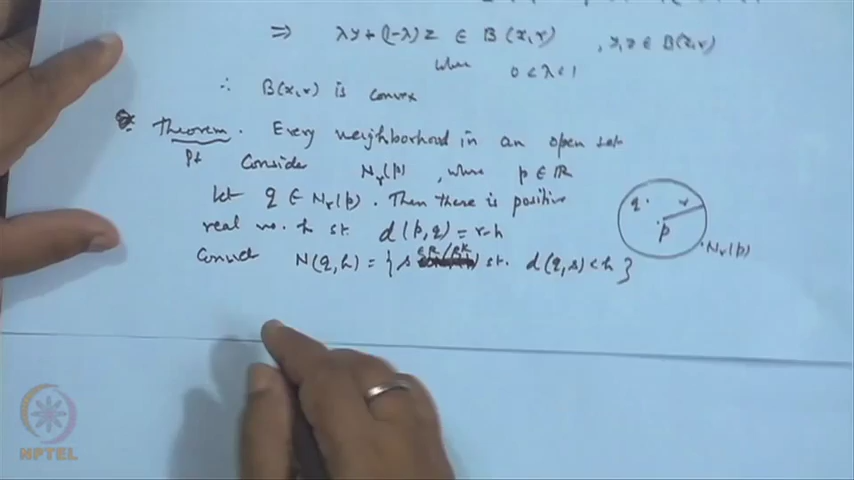 ⇒ λy + (1-λ) z ∈ B(x,r) , y, z ∈ B(x,r)
where 0 < λ < 1
∴ B(x,r) is convex
Theorem. Every neighborhood in an open set
Pf Consider N_r(p) , where p ∈ R
Let q ∈ N_r(p). Then there is positive
real no. h st. d(p,q) = r-h
Consider N(q,h) = { s ∈R/R^k st. d(q,s) < h }
q r
p
N_r(p)
NPTEL